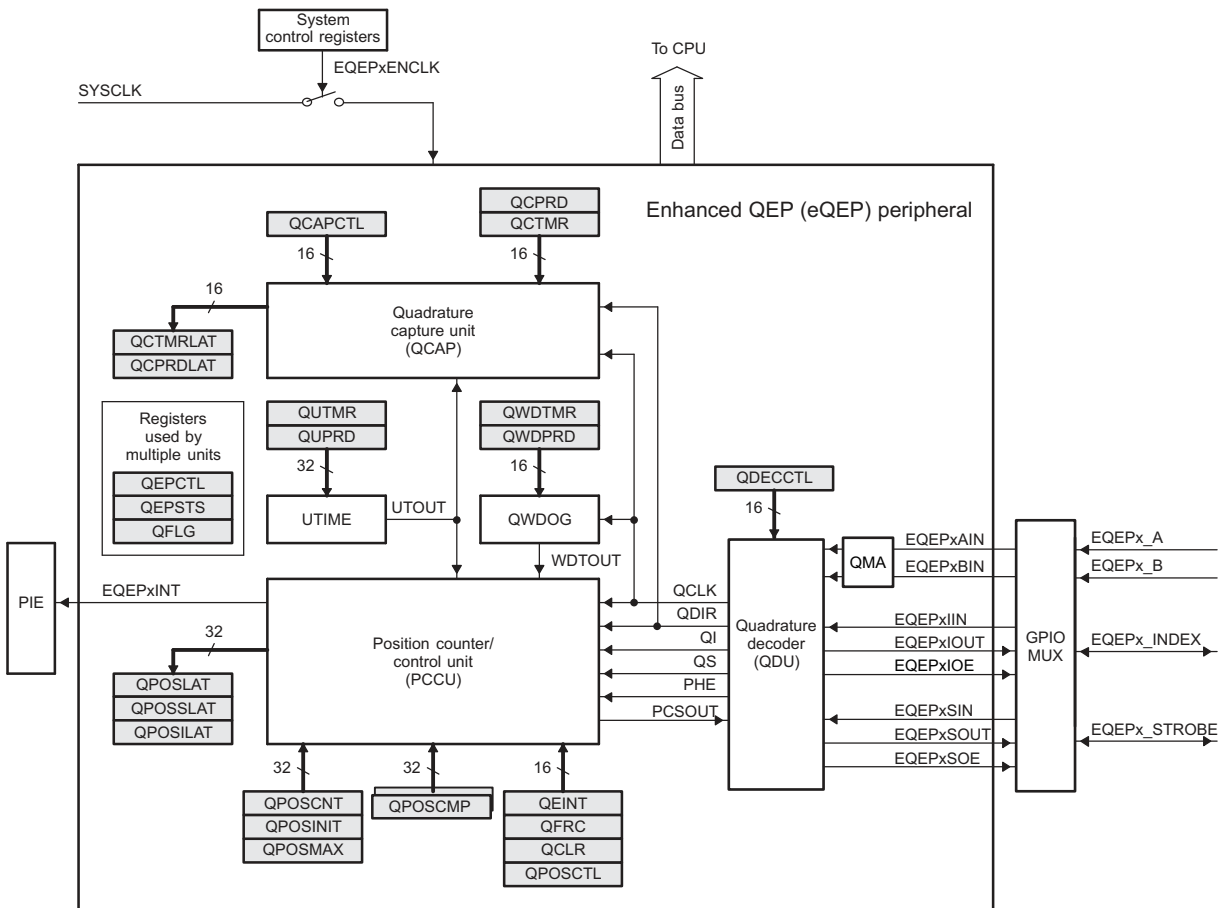 System
control registers
To CPU
EQEPxENCLK
SYSCLK
Data bus
Enhanced QEP (eQEP) peripheral
QCPRD
QCAPCTL
QCTMR
16
16
16
Quadrature
capture unit
(QCAP)
QCTMRLAT
QCPRDLAT
Registers
used by
multiple units
QEPCTL
QEPSTS
QFLG
QUTMR
QUPRD
32
QWDTMR
QWDPRD
16
UTIME
UTOUT
QWDOG
WDTOUT
QDECCTL
16
EQEPxAIN
EQEPxBIN
QMA
EQEPx_A
EQEPx_B
PIE
EQEPxINT
QCLK
QDIR
QI
QS
PHE
PCSOUT
Position counter/
control unit
(PCCU)
Quadrature
decoder
(QDU)
EQEPxIIN
EQEPxIOUT
EQEPxIOE
EQEPxSIN
EQEPxSOUT
EQEPxSOE
GPIO
MUX
EQEPx_INDEX
EQEPx_STROBE
32
QPOSLAT
QPOSSLAT
QPOSILAT
32
32
16
QPOSCNT
QPOSINIT
QPOSMAX
QPOSCMP
QEINT
QFRC
QCLR
QPOSCTL